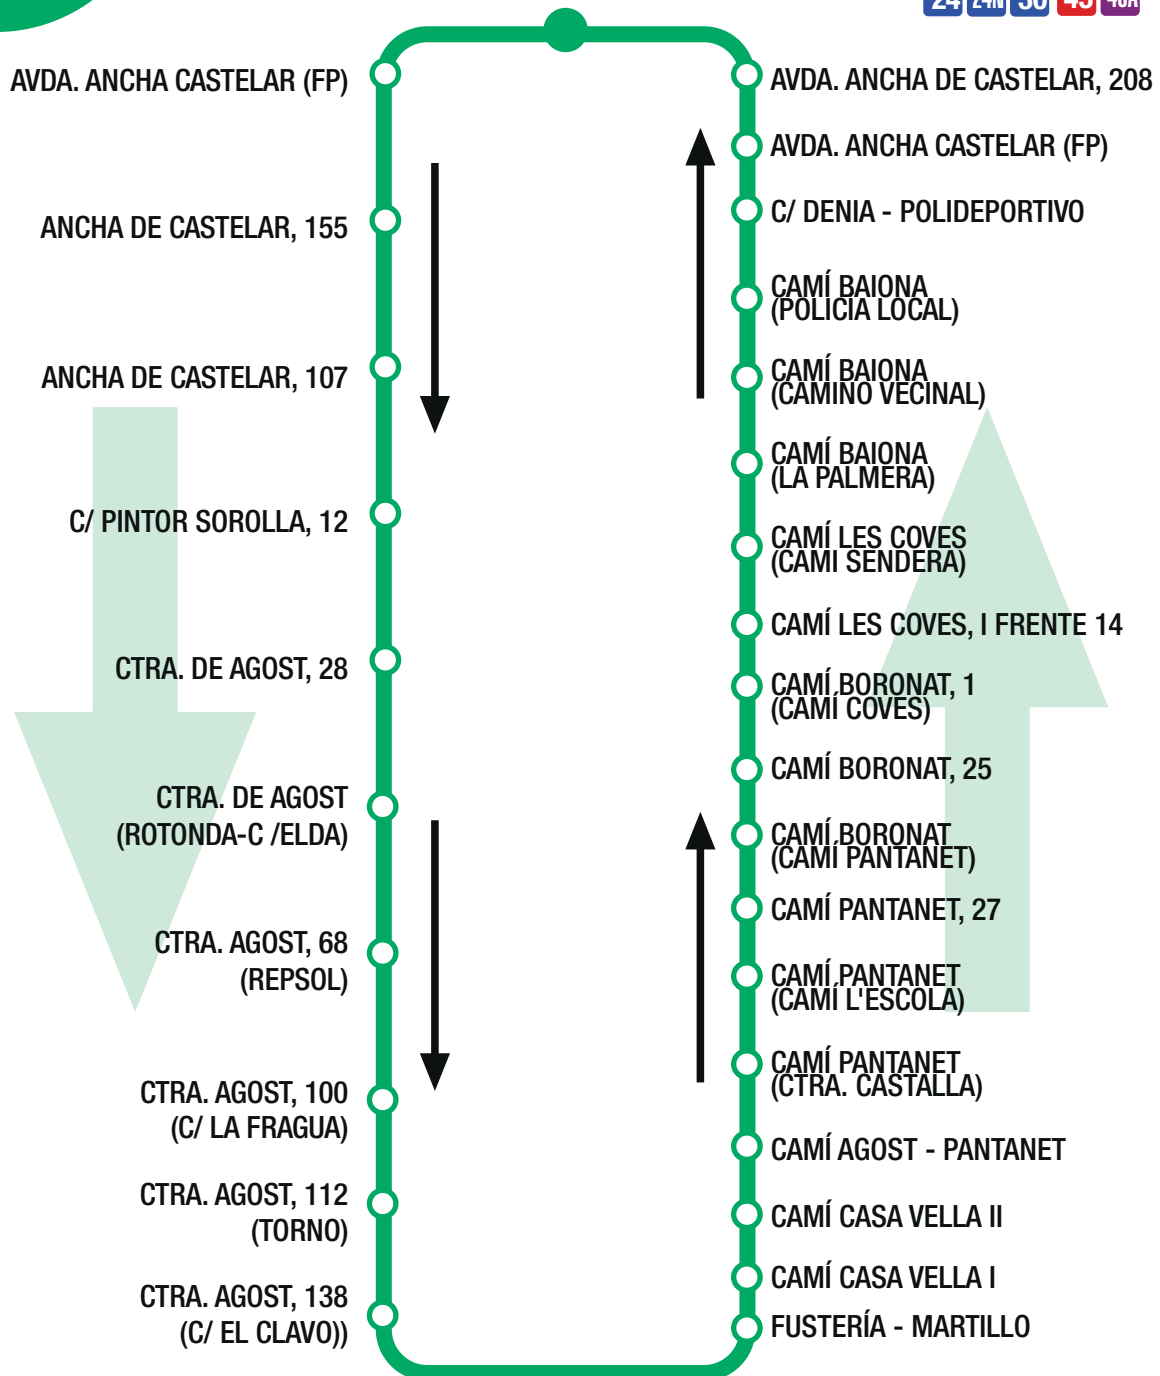 24 24N 30 45 46A
AVDA. ANCHA CASTELAR (FP)
ANCHA DE CASTELAR, 155
ANCHA DE CASTELAR, 107
C/ PINTOR SOROLLA, 12
CTRA. DE AGOST, 28
CTRA. DE AGOST
(ROTONDA-C /ELDA)
CTRA. AGOST, 68
(REPSOL)
CTRA. AGOST, 100
(C/ LA FRAGUA)
CTRA. AGOST, 112
(TORNO)
CTRA. AGOST, 138
(C/ EL CLAVO))
AVDA. ANCHA DE CASTELAR, 208
AVDA. ANCHA CASTELAR (FP)
C/ DENIA - POLIDEPORTIVO
CAMÍ BAIONA
(POLICIA LOCAL)
CAMÍ BAIONA
(CAMINO VECINAL)
CAMÍ BAIONA
(LA PALMERA)
CAMÍ LES COVES
(CAMI SENDERA)
CAMÍ LES COVES, I FRENTE 14
CAMÍ BORONAT, 1
(CAMÍ COVES)
CAMÍ BORONAT, 25
CAMÍ BORONAT
(CAMÍ PANTANET)
CAMÍ PANTANET, 27
CAMÍ PANTANET
(CAMÍ L'ESCOLA)
CAMÍ PANTANET
(CTRA. CASTALLA)
CAMÍ AGOST - PANTANET
CAMÍ CASA VELLA II
CAMÍ CASA VELLA I
FUSTERÍA - MARTILLO